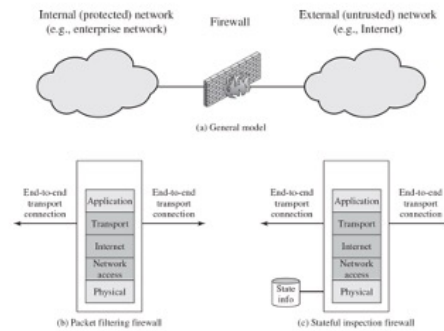 Internal (protected) network
(e.g., enterprise network)
Firewall
External (untrusted) network
(e.g., Internet)
(a) General model
End-to-end
transport
connection
Application
Transport
Internet
Network
access
Physical
End-to-end
transport
connection
(b) Packet filtering firewall
End-to-end
transport
connection
Application
Transport
Internet
Network
access
Physical
State
info
End-to-end
transport
connection
(c) Stateful inspection firewall